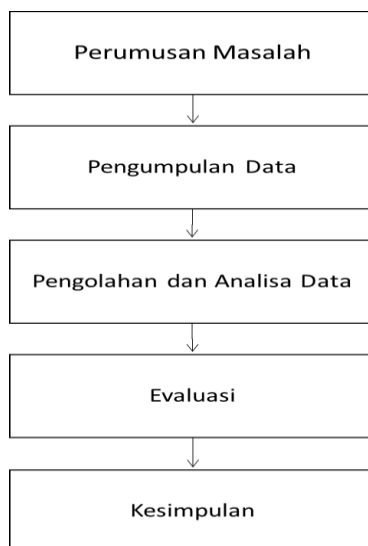 Perumusan Masalah
Pengumpulan Data
Pengolahan dan Analisa Data
Evaluasi
Kesimpulan